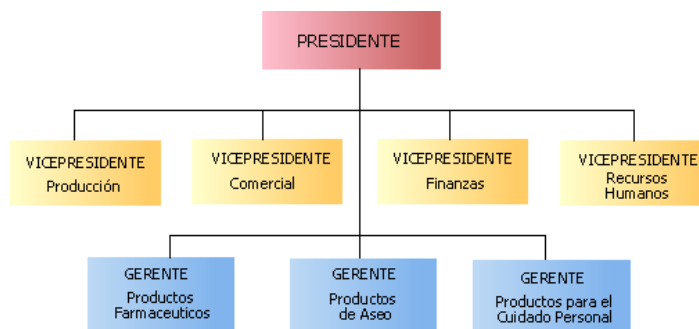 PRESIDENTE
VICEPRESIDENTE
Producción
VICEPRESIDENTE
Comercial
VICEPRESIDENTE
Finanzas
VICEPRESIDENTE
Recursos
Humanos
GERENTE
Productos
Farmaceuticos
GERENTE
Productos
de Aseo
GERENTE
Productos para el
Cuidado Personal